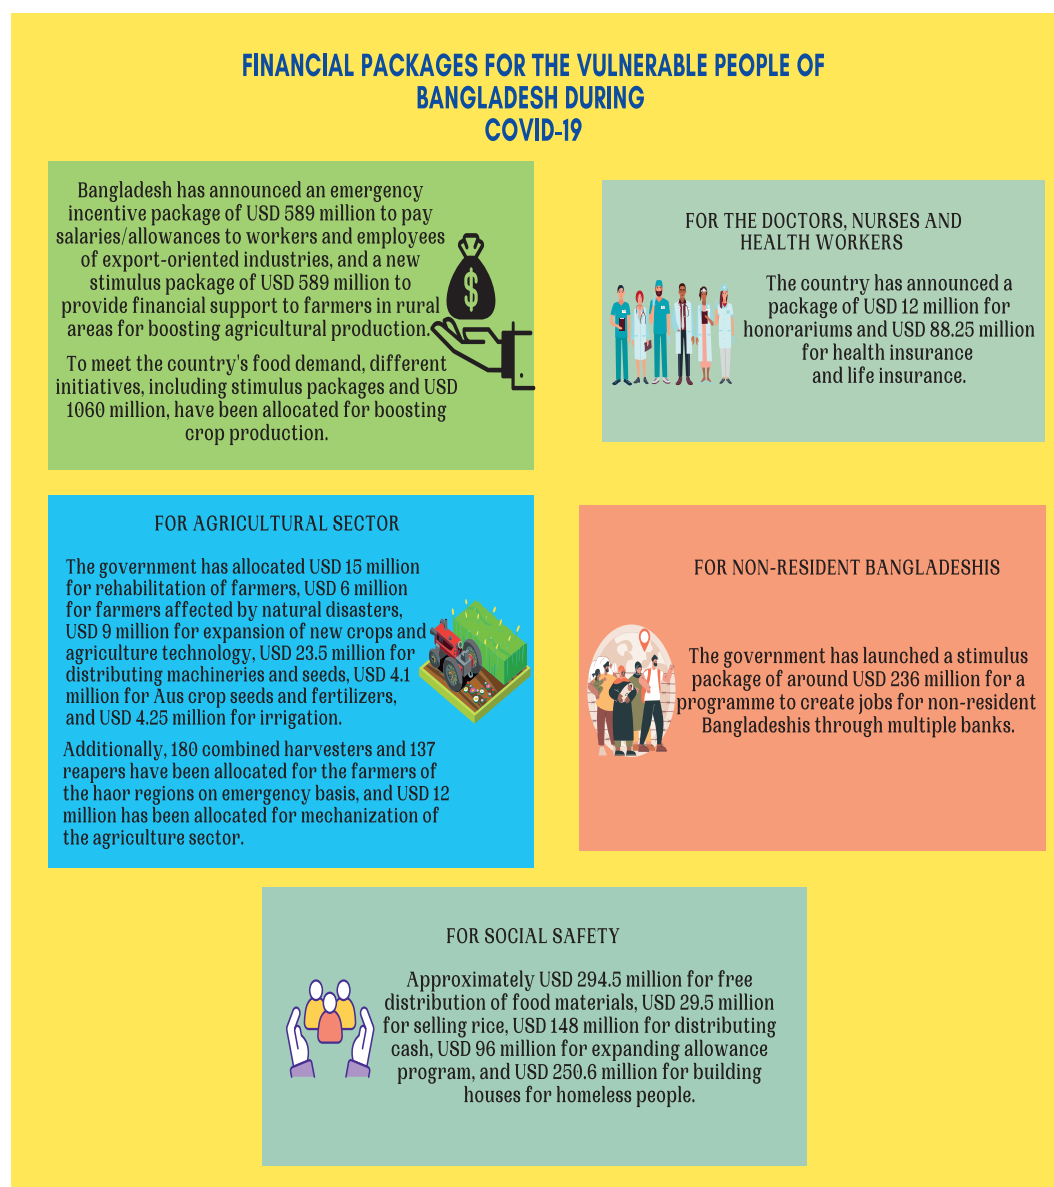 FINANCIAL PACKAGES FOR THE VULNERABLE PEOPLE OF
BANGLADESH DURING
COVID-19
Bangladesh has announced an emergency
incentive package of USD 589 million to pay
salaries/allowances to workers and employees
of export-oriented industries, and a new
stimulus package of USD 589 million to
provide financial support to farmers in rural
areas for boosting agricultural production.
To meet the country's food demand, different
initiatives, including stimulus packages and USD
1060 million, have been allocated for boosting
crop production.
$
FOR THE DOCTORS, NURSES AND
HEALTH WORKERS
The country has announced a
package of USD 12 million for
honorariums and USD 88.25 million
for health insurance
and life insurance.
FOR AGRICULTURAL SECTOR
The government has allocated USD 15 million
for rehabilitation of farmers, USD 6 million
for farmers affected by natural disasters,
USD 9 million for expansion of new crops and
agriculture technology, USD 23.5 million for
distributing machineries and seeds, USD 4.1
million for Aus crop seeds and fertilizers,
and USD 4.25 million for irrigation.
Additionally, 180 combined harvesters and 137
reapers have been allocated for the farmers of
the haor regions on emergency basis, and USD 12
million has been allocated for mechanization of
the agriculture sector.
FOR NON-RESIDENT BANGLADESHIS
The government has launched a stimulus
package of around USD 236 million for a
programme to create jobs for non-resident
Bangladeshis through multiple banks.
FOR SOCIAL SAFETY
Approximately USD 294.5 million for free
distribution of food materials, USD 29.5 million
for selling rice, USD 148 million for distributing
cash, USD 96 million for expanding allowance
program, and USD 250.6 million for building
houses for homeless people.